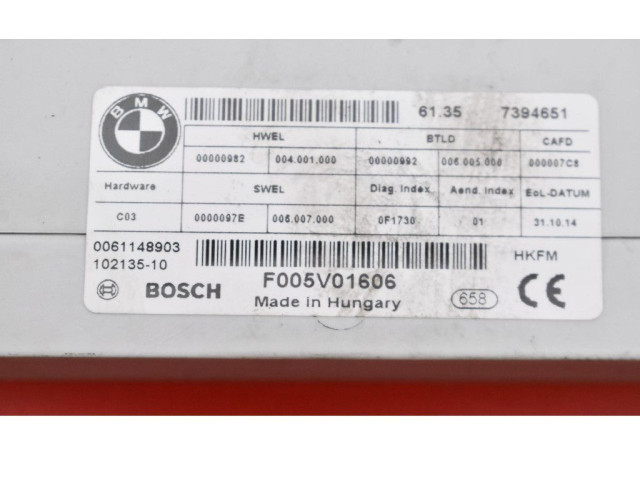 BMW
61.35 7394651
HWEL BTLD CAFD
00000982 004.001.000 00000992 006.005.000 000007C8
Hardware SWEL Diag. Index Aend. Index EoL-DATUM
C03 0000097E 006.007.000 0F1730 01 31.10.14
0061148903
102135-10
HKFM
BOSCH F005V01606
Made in Hungary
658 CE